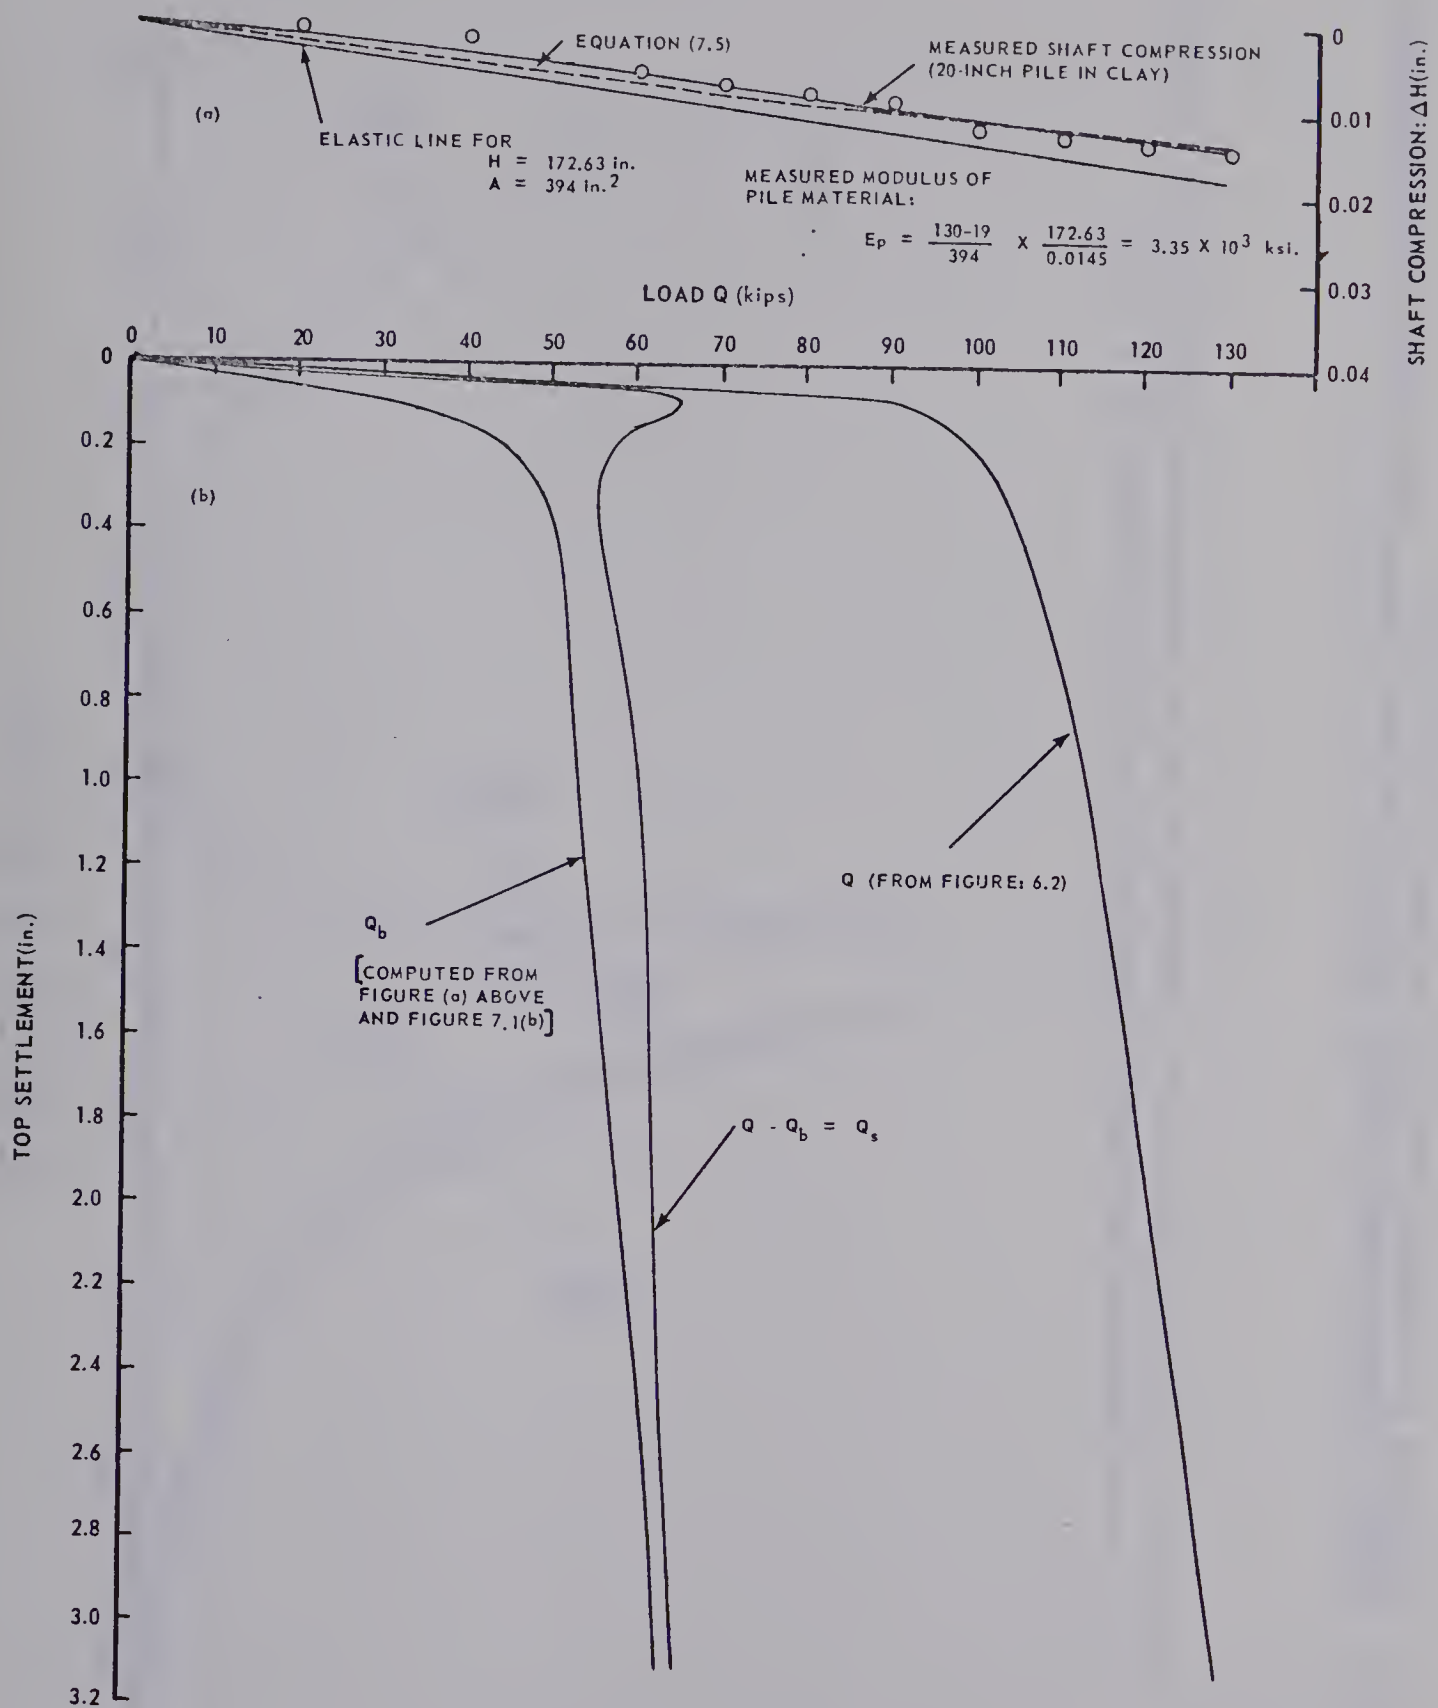 EQUATION (7.5)
MEASURED SHAFT COMPRESSION
(20-INCH PILE IN CLAY)
(a)
ELASTIC LINE FOR
H = 172.63 in.
A = 394 in.²
MEASURED MODULUS OF
PILE MATERIAL:
Ep = 130-19/394 X 172.63/0.0145 = 3.35 X 10³ ksi.
0
0.01
0.02
0.03
0.04
SHAFT COMPRESSION: ΔH(in.)
LOAD Q (kips)
0 10 20 30 40 50 60 70 80 90 100 110 120 130
0
0.2
0.4
0.6
0.8
1.0
1.2
1.4
1.6
1.8
2.0
2.2
2.4
2.6
2.8
3.0
3.2
TOP SETTLEMENT(in.)
(b)
Q (FROM FIGURE: 6.2)
Qb
[COMPUTED FROM
FIGURE (a) ABOVE
AND FIGURE 7.1(b)]
Q - Qb = Qs